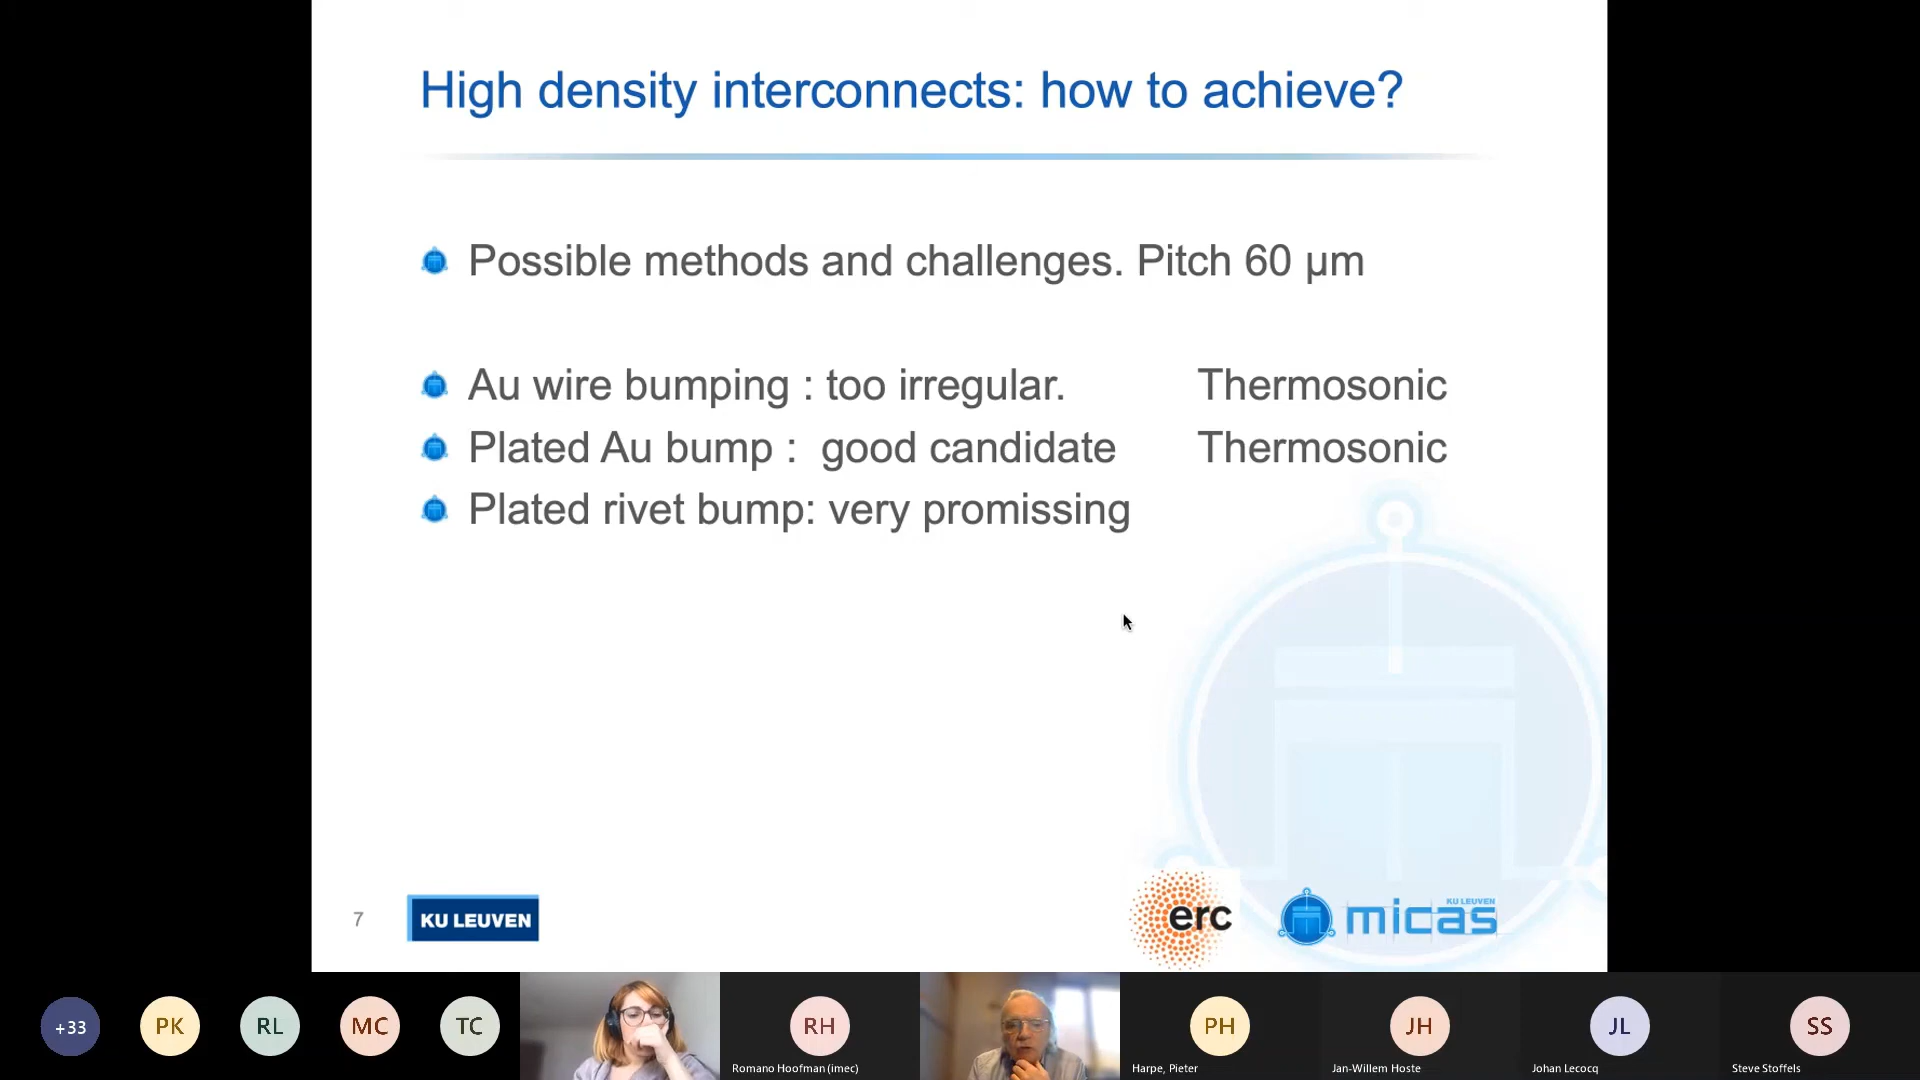 High density interconnects: how to achieve?
Possible methods and challenges. Pitch 60 µm
Au wire bumping : too irregular. Thermosonic
Plated Au bump : good candidate Thermosonic
Plated rivet bump: very promissing
7
KU LEUVEN
erc
KU LEUVEN
micas
+33
PK
RL
MC
TC
RH
PH
JH
JL
SS
Romano Hoofman (imec)
Harpe, Pieter
Jan-Willem Hoste
Johan Lecocq
Steve Stoffels